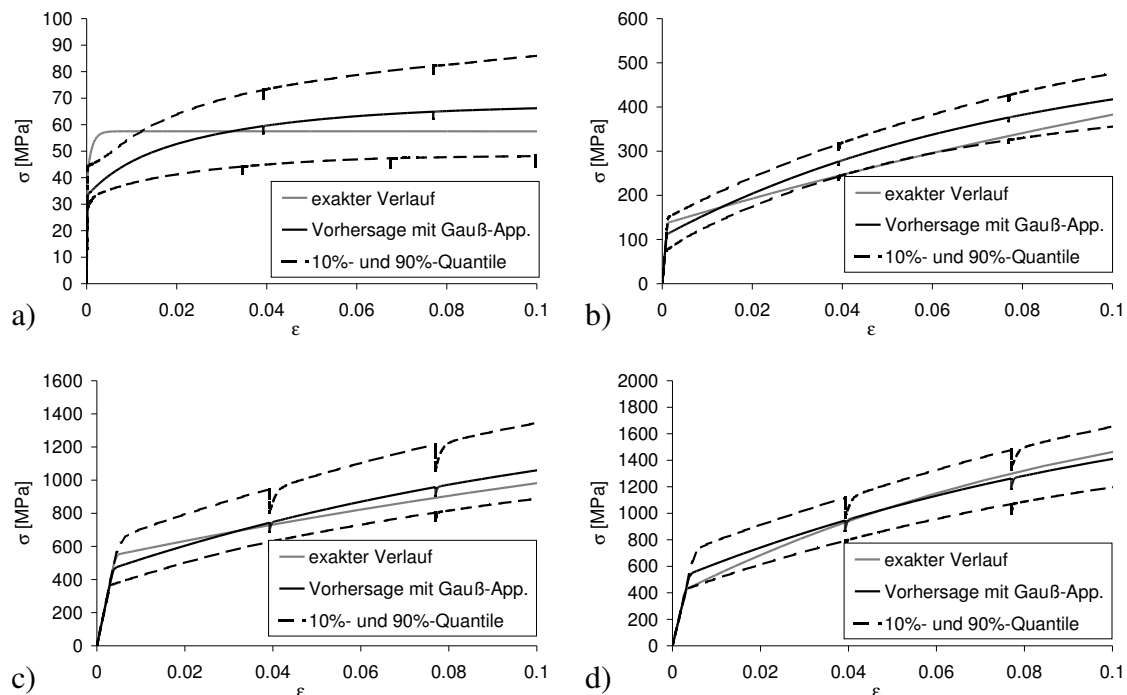 100
90
80
70
60
50
40
30
20
10
0
σ [MPa]
0 0.02 0.04 0.06 0.08 0.1
ε
exakter Verlauf
Vorhersage mit Gauß-App.
10%- und 90%-Quantile
a)
600
500
400
300
200
100
0
σ [MPa]
0 0.02 0.04 0.06 0.08 0.1
ε
exakter Verlauf
Vorhersage mit Gauß-App.
10%- und 90%-Quantile
b)
1600
1400
1200
1000
800
600
400
200
0
σ [MPa]
0 0.02 0.04 0.06 0.08 0.1
ε
exakter Verlauf
Vorhersage mit Gauß-App.
10%- und 90%-Quantile
c)
2000
1800
1600
1400
1200
1000
800
600
400
200
0
σ [MPa]
0 0.02 0.04 0.06 0.08 0.1
ε
exakter Verlauf
Vorhersage mit Gauß-App.
10%- und 90%-Quantile
d)